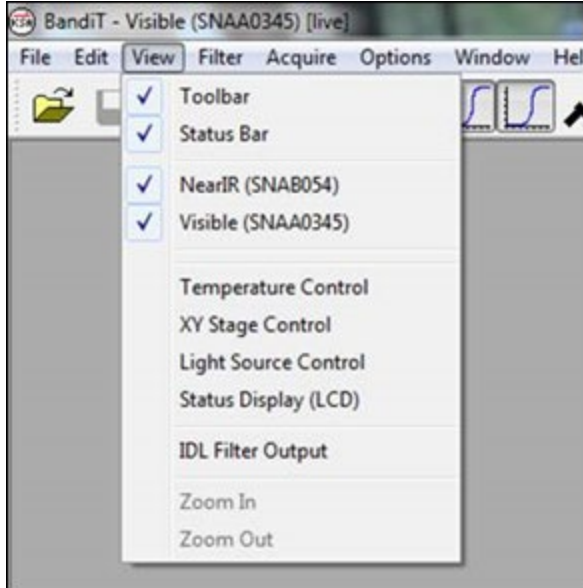 BandiT - Visible (SNAA0345) [live]
File Edit View Filter Acquire Options Window Hel
Toolbar
Status Bar
NearIR (SNAB054)
Visible (SNAA0345)
Temperature Control
XY Stage Control
Light Source Control
Status Display (LCD)
IDL Filter Output
Zoom In
Zoom Out